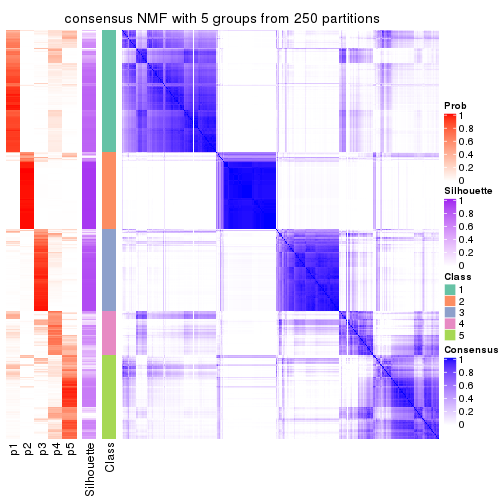 consensus NMF with 5 groups from 250 partitions
Prob
1
0.8
0.6
0.4
0.2
0
Silhouette
1
0.8
0.6
0.4
0.2
0
Class
1
2
3
4
5
Consensus
1
0.8
0.6
0.4
0.2
0
p1
p2
p3
p4
p5
Silhouette
Class